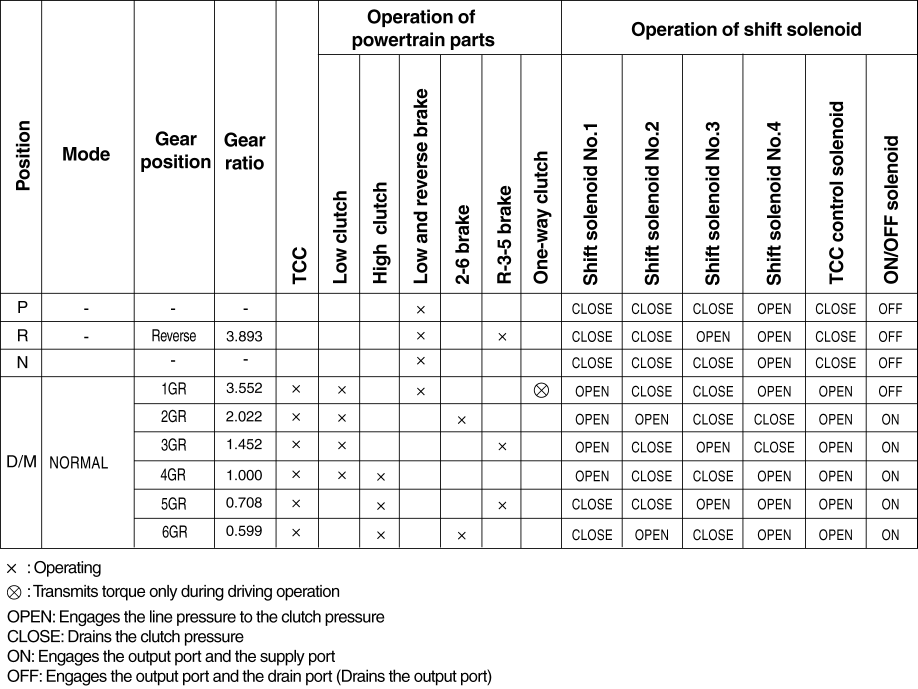 Operation of
powertrain parts
Operation of shift solenoid
Position
Mode
Gear
position
Gear
ratio
TCC
Low clutch
High clutch
Low and reverse brake
2-6 brake
R-3-5 brake
One-way clutch
Shift solenoid No.1
Shift solenoid No.2
Shift solenoid No.3
Shift solenoid No.4
TCC control solenoid
ON/OFF solenoid
P - - - × CLOSE CLOSE CLOSE OPEN CLOSE OFF
R - Reverse 3.893 × × CLOSE CLOSE OPEN OPEN CLOSE OFF
N - - × CLOSE CLOSE CLOSE OPEN CLOSE OFF
1GR 3.552 × × × ⊗ OPEN CLOSE CLOSE OPEN OPEN OFF
2GR 2.022 × × × OPEN OPEN CLOSE CLOSE OPEN ON
3GR 1.452 × × × OPEN CLOSE OPEN CLOSE OPEN ON
D/M NORMAL
4GR 1.000 × × × OPEN CLOSE CLOSE OPEN OPEN ON
5GR 0.708 × × × CLOSE CLOSE OPEN OPEN OPEN ON
6GR 0.599 × × × CLOSE OPEN CLOSE OPEN OPEN ON
× : Operating
⊗ : Transmits torque only during driving operation
OPEN: Engages the line pressure to the clutch pressure
CLOSE: Drains the clutch pressure
ON: Engages the output port and the supply port
OFF: Engages the output port and the drain port (Drains the output port)